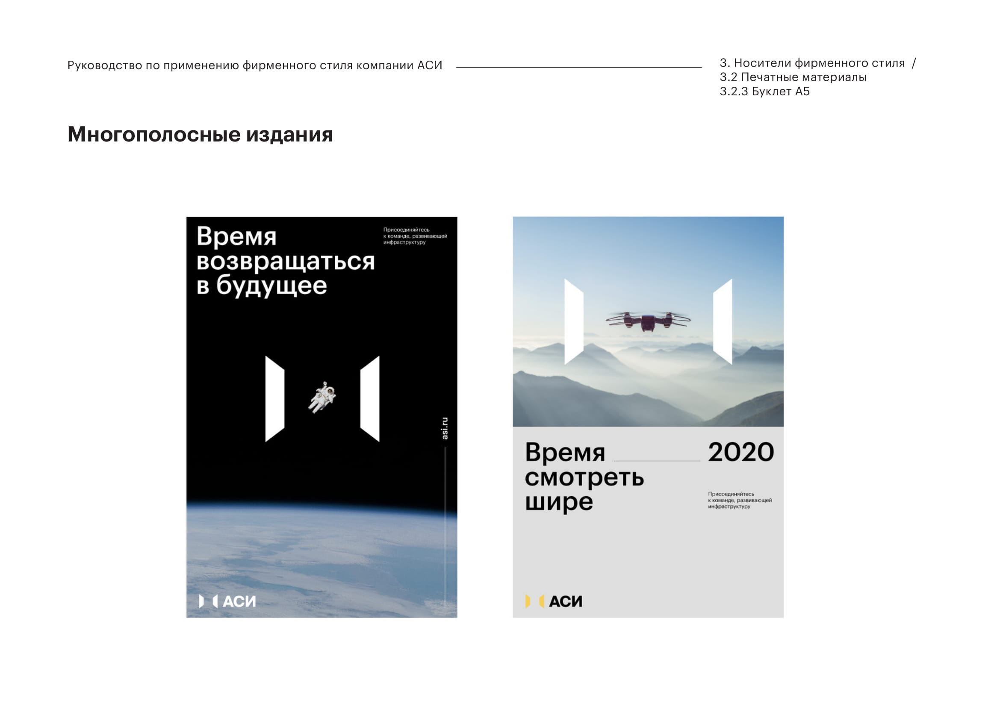 Руководство по применению фирменного стиля компании АСИ
3. Носители фирменного стиля /
3.2 Печатные материалы
3.2.3 Буклет А5
Многополосные издания
Время
возвращаться
в будущее
Присоединяйтесь
к команде, развивающей
инфраструктуру
asi.ru
АСИ
Время
смотреть
шире
2020
Присоединяйтесь
к команде, развивающей
инфраструктуру
АСИ